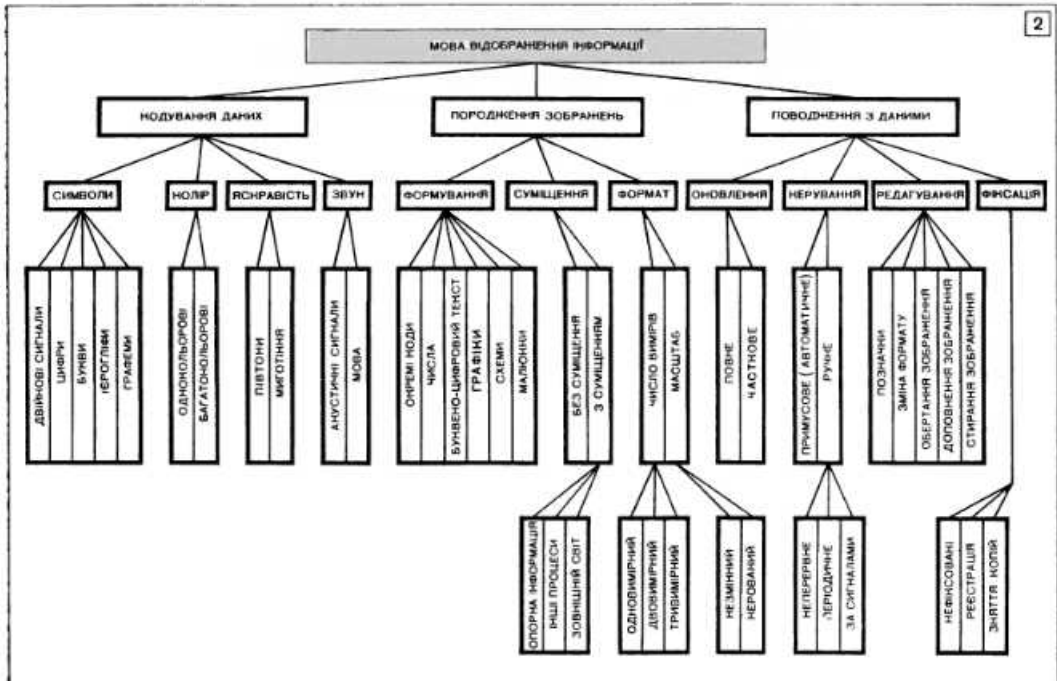 2
МОВА ВІДОБРАЖЕННЯ ІНФОРМАЦІЇ
КОДУВАННЯ ДАНИХ
ПОРОДЖЕННЯ ЗОБРАЖЕНЬ
ПОВОДЖЕННЯ З ДАНИМИ
СИМВОЛИ
КОЛІР
ЯСКРАВІСТЬ
ЗВУК
ФОРМУВАННЯ
СУМІЩЕННЯ
ФОРМАТ
ОНОВЛЕННЯ
КЕРУВАННЯ
РЕДАГУВАННЯ
ФІКСАЦІЯ
ДВІЙКОВІ СИГНАЛИ
ЦИФРИ
БУКВИ
ІЄРОГЛІФИ
ГРАФЕМИ
ОДНОКОЛЬОРОВІ
БАГАТОКОЛЬОРОВІ
ПІВТОНИ
МИГОТІННЯ
АКУСТИЧНІ СИГНАЛИ
МОВА
ОКРЕМІ КОДИ
ЧИСЛА
БУКВЕНО-ЦИФРОВИЙ ТЕКСТ
ГРАФІКИ
СХЕМИ
МАЛЮНКИ
БЕЗ СУМІЩЕННЯ
З СУМІЩЕННЯМ
ЧИСЛО ВИМІРІВ
МАСШТАБ
ПОВНЕ
ЧАСТКОВЕ
ПРИМУСОВЕ (АВТОМАТИЧНЕ)
РУЧНЕ
ПОЗНАЧКИ
ЗМІНА ФОРМАТУ
ОБЕРТАННЯ ЗОБРАЖЕННЯ
ДОПОВНЕННЯ ЗОБРАЖЕННЯ
СТИРАННЯ ЗОБРАЖЕННЯ
ОПОРНА ІНФОРМАЦІЯ
ІНШІ ПРОЦЕСИ
ЗОВНІШНІЙ СВІТ
ОДНОВИМІРНИЙ
ДВОВИМІРНИЙ
ТРИВИМІРНИЙ
НЕЗМІННИЙ
КЕРОВАНИЙ
НЕПЕРЕРВНЕ
ПЕРІОДИЧНЕ
ЗА СИГНАЛАМИ
НЕФІКСОВАНІ
РЕЄСТРАЦІЯ
ЗНЯТТЯ КОПІЙ